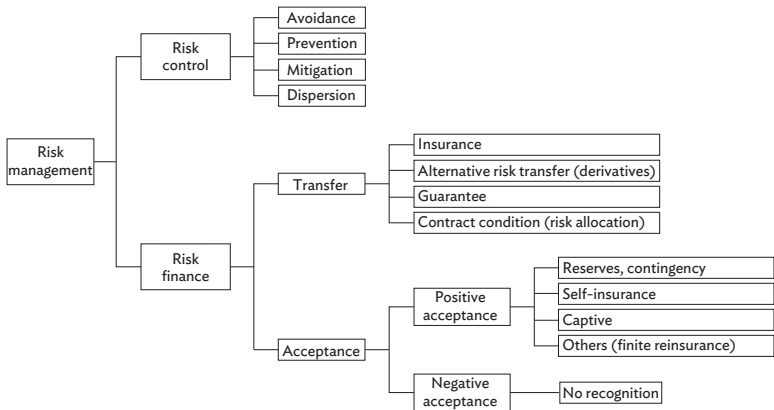 Risk
management
Risk
control
Avoidance
Prevention
Mitigation
Dispersion
Risk
finance
Transfer
Insurance
Alternative risk transfer (derivatives)
Guarantee
Contract condition (risk allocation)
Acceptance
Positive
acceptance
Reserves, contingency
Self-insurance
Captive
Others (finite reinsurance)
Negative
acceptance
No recognition